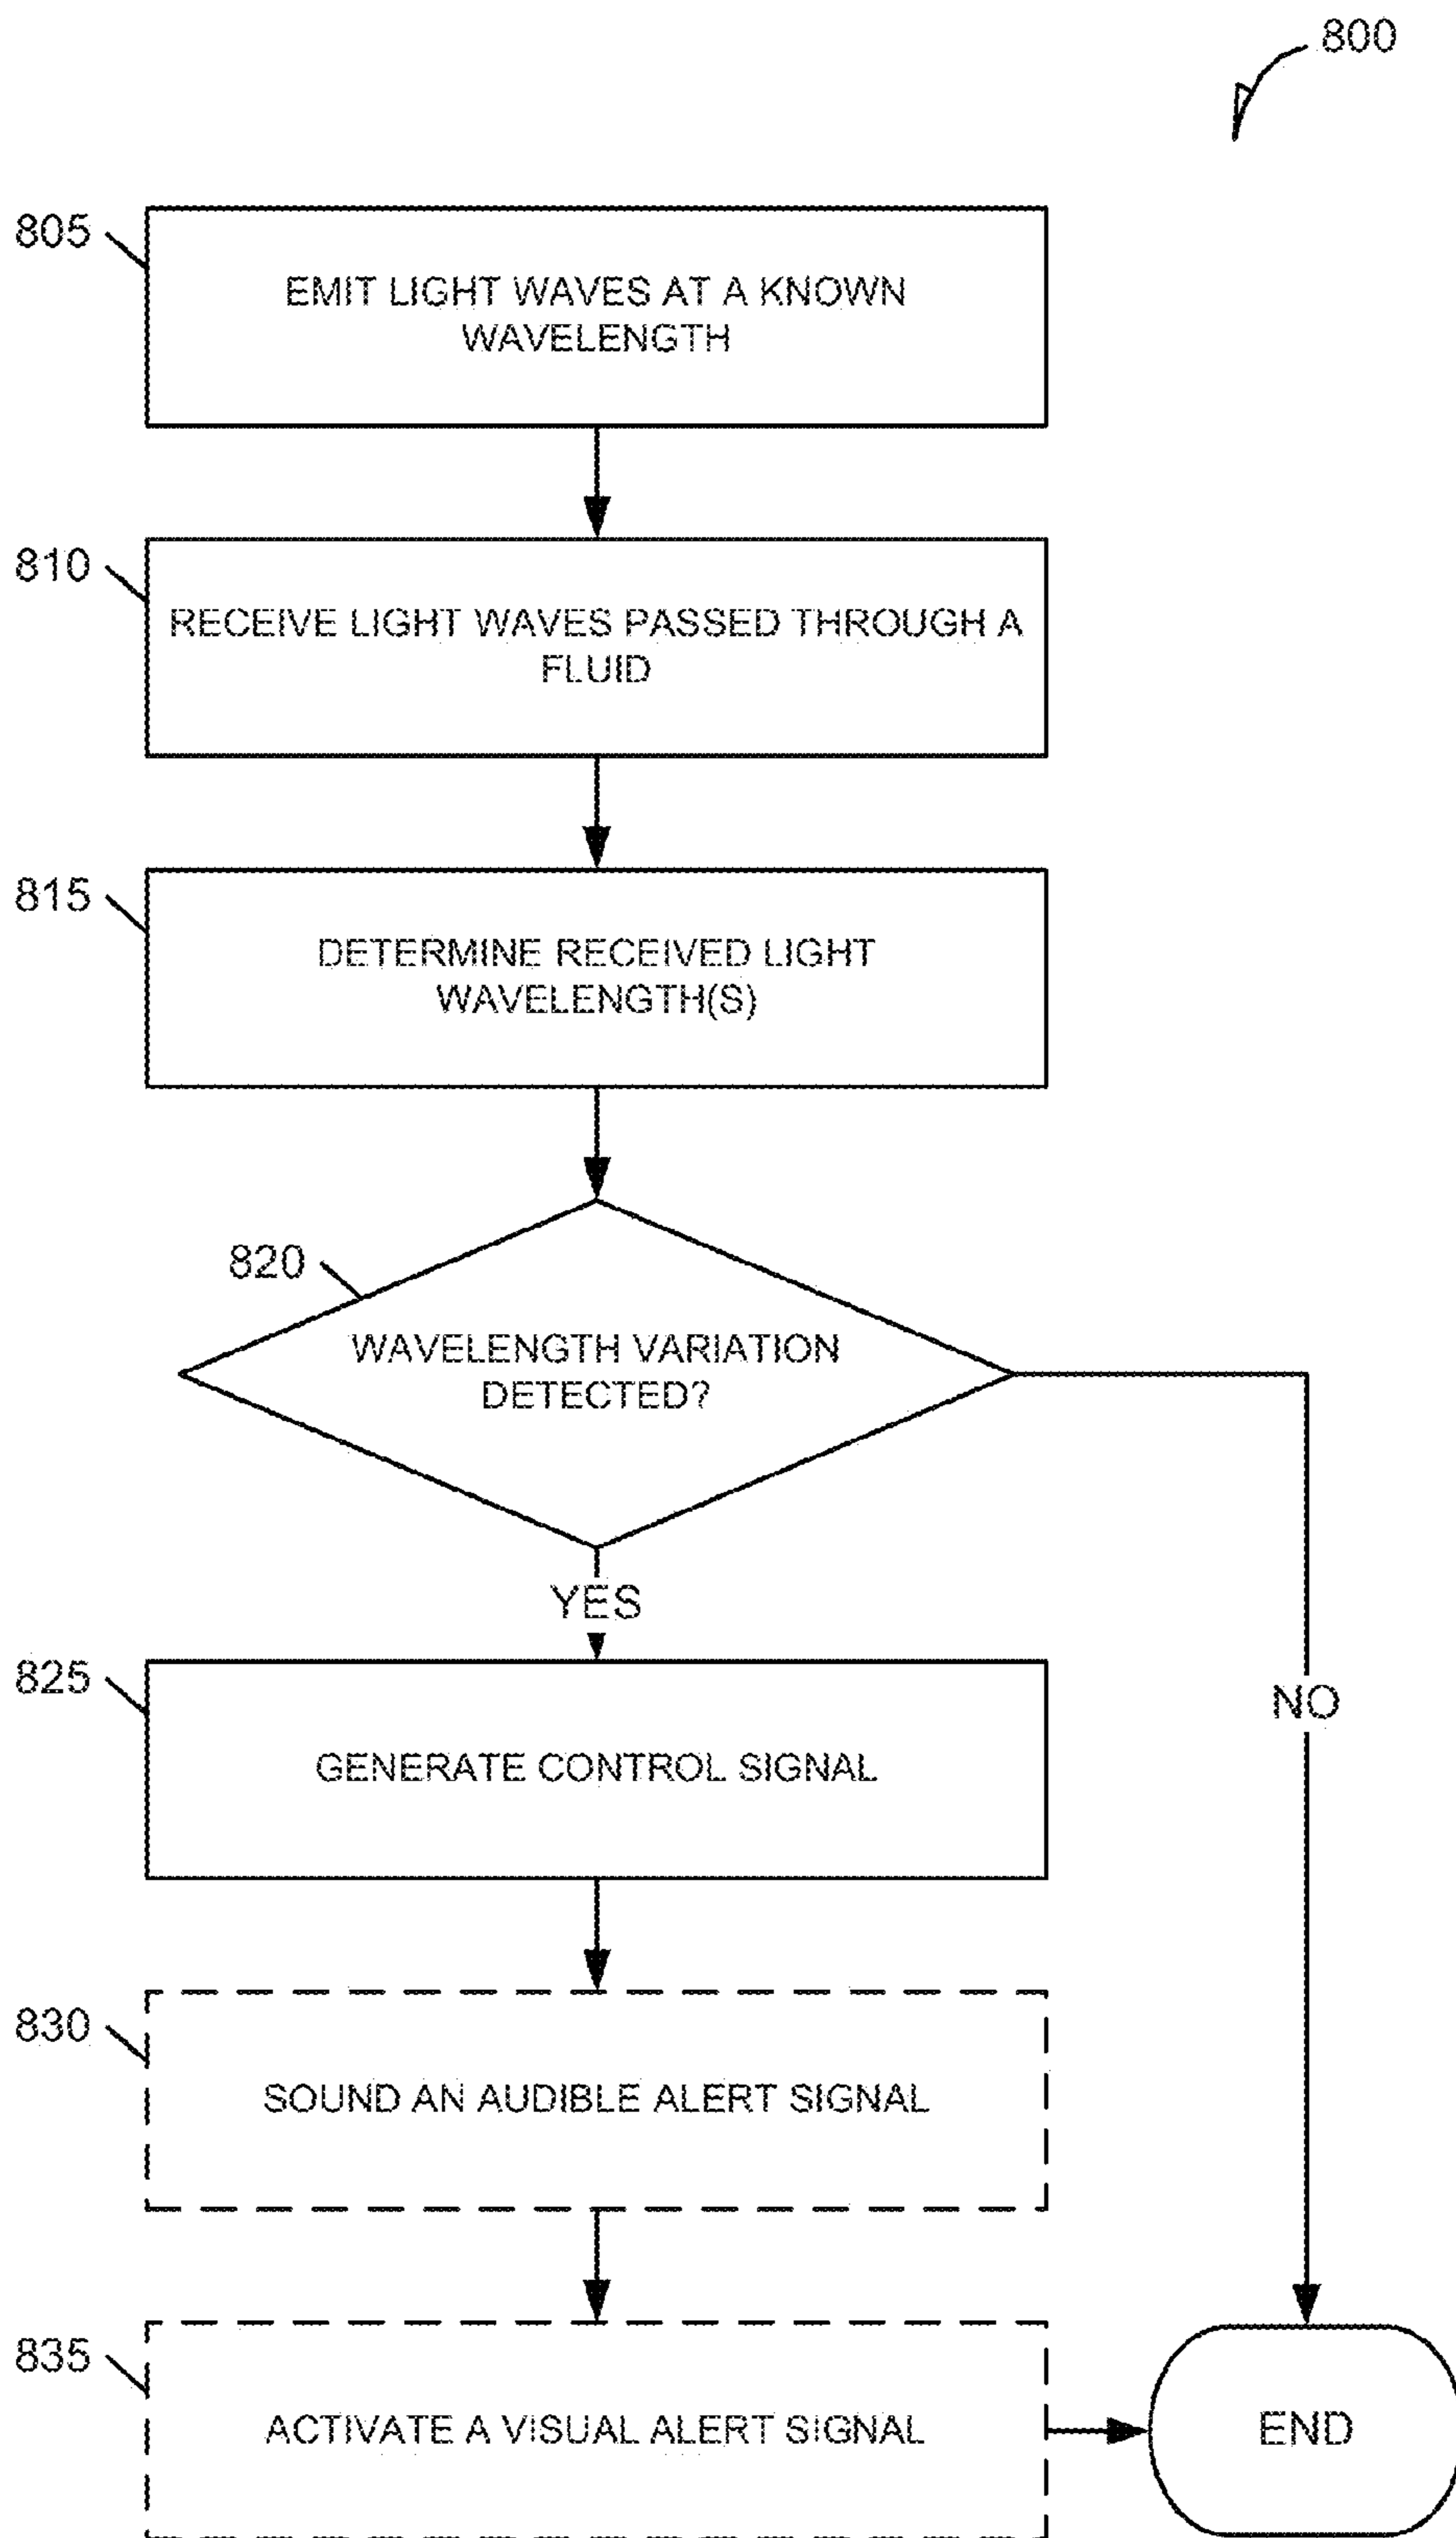 800
805
EMIT LIGHT WAVES AT A KNOWN
WAVELENGTH
810
RECEIVE LIGHT WAVES PASSED THROUGH A
FLUID
815
DETERMINE RECEIVED LIGHT
WAVELENGTH(S)
820
WAVELENGTH VARIATION
DETECTED?
YES
825
NO
GENERATE CONTROL SIGNAL
830
SOUND AN AUDIBLE ALERT SIGNAL
835
ACTIVATE A VISUAL ALERT SIGNAL
END